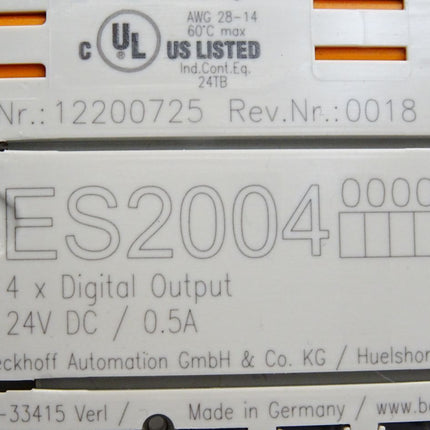 AWG 28-14
60°C max
C UL US LISTED
Ind.Cont.Eq.
24TB
Nr.: 12200725 Rev.Nr.:0018
ES2004 0000
4 x Digital Output
24V DC / 0.5A
eckhoff Automation GmbH & Co. KG / Huelshor
-33415 Verl / Made in Germany / www.be